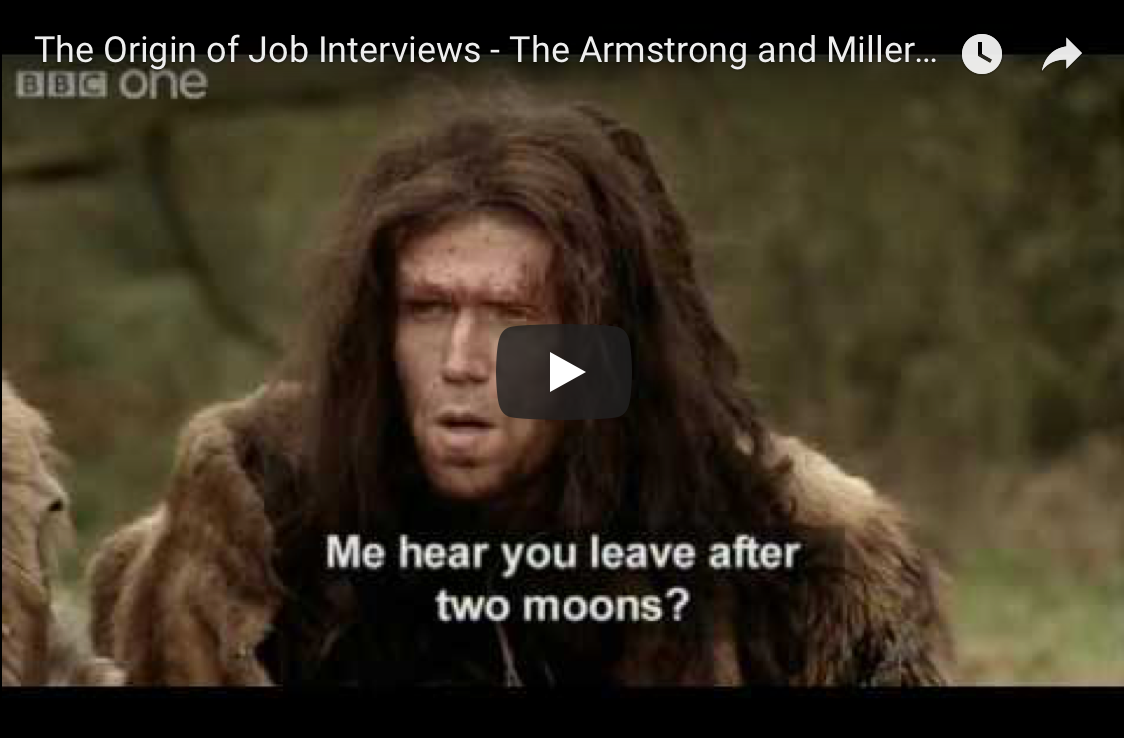 The Origin of Job Interviews - The Armstrong and Miller...
BBC one
Me hear you leave after
two moons?